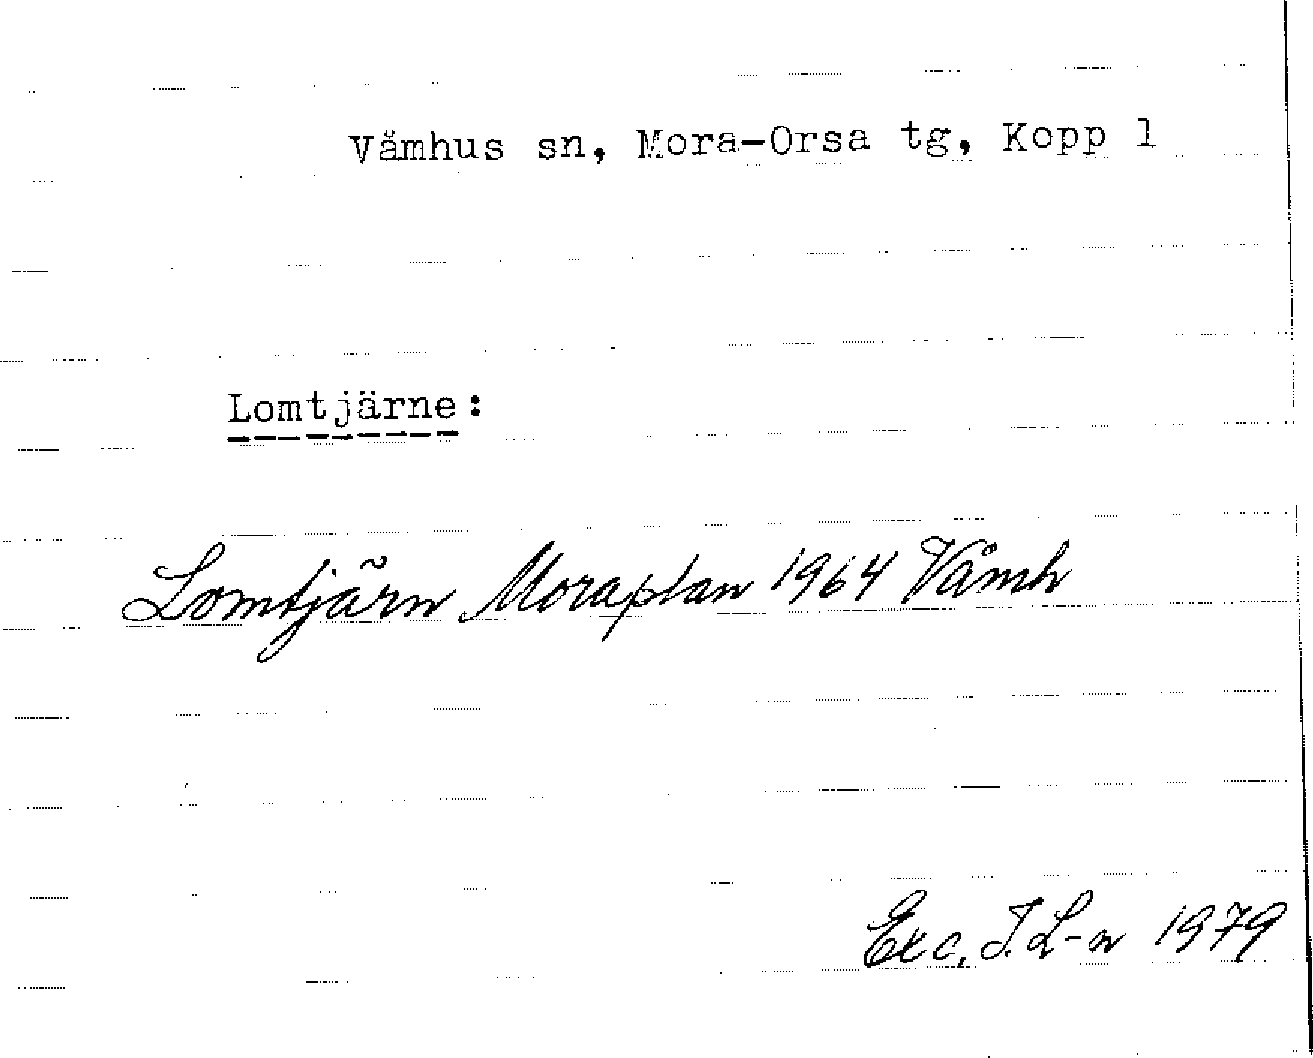 Våmhus sn, Mora-Orsa tg, Kopp 1
Lomtjärne:
Lomtjärn Moraplan 1964 Våmh
Exc. I. L-n 1979